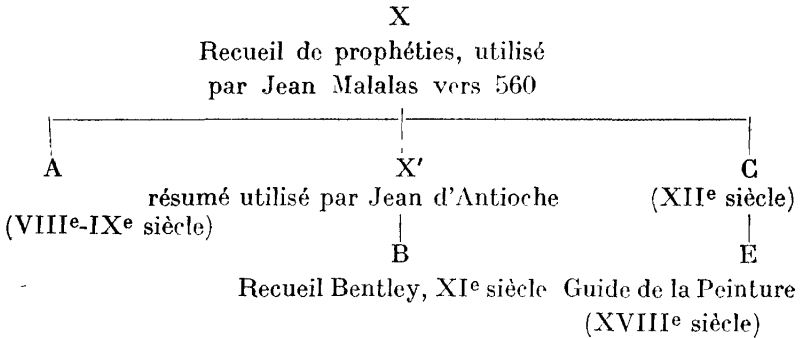 X
Recueil de prophéties, utilisé
par Jean Malalas vers 560
A X′ C
résumé utilisé par Jean d'Antioche (XIIe siècle)
(VIIIe-IXe siècle)
B E
Recueil Bentley, XIe siècle Guide de la Peinture
(XVIIIe siècle)